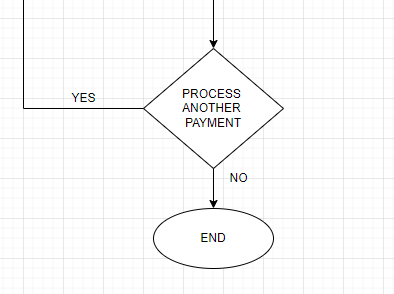 YES
PROCESS
ANOTHER
PAYMENT
NO
END